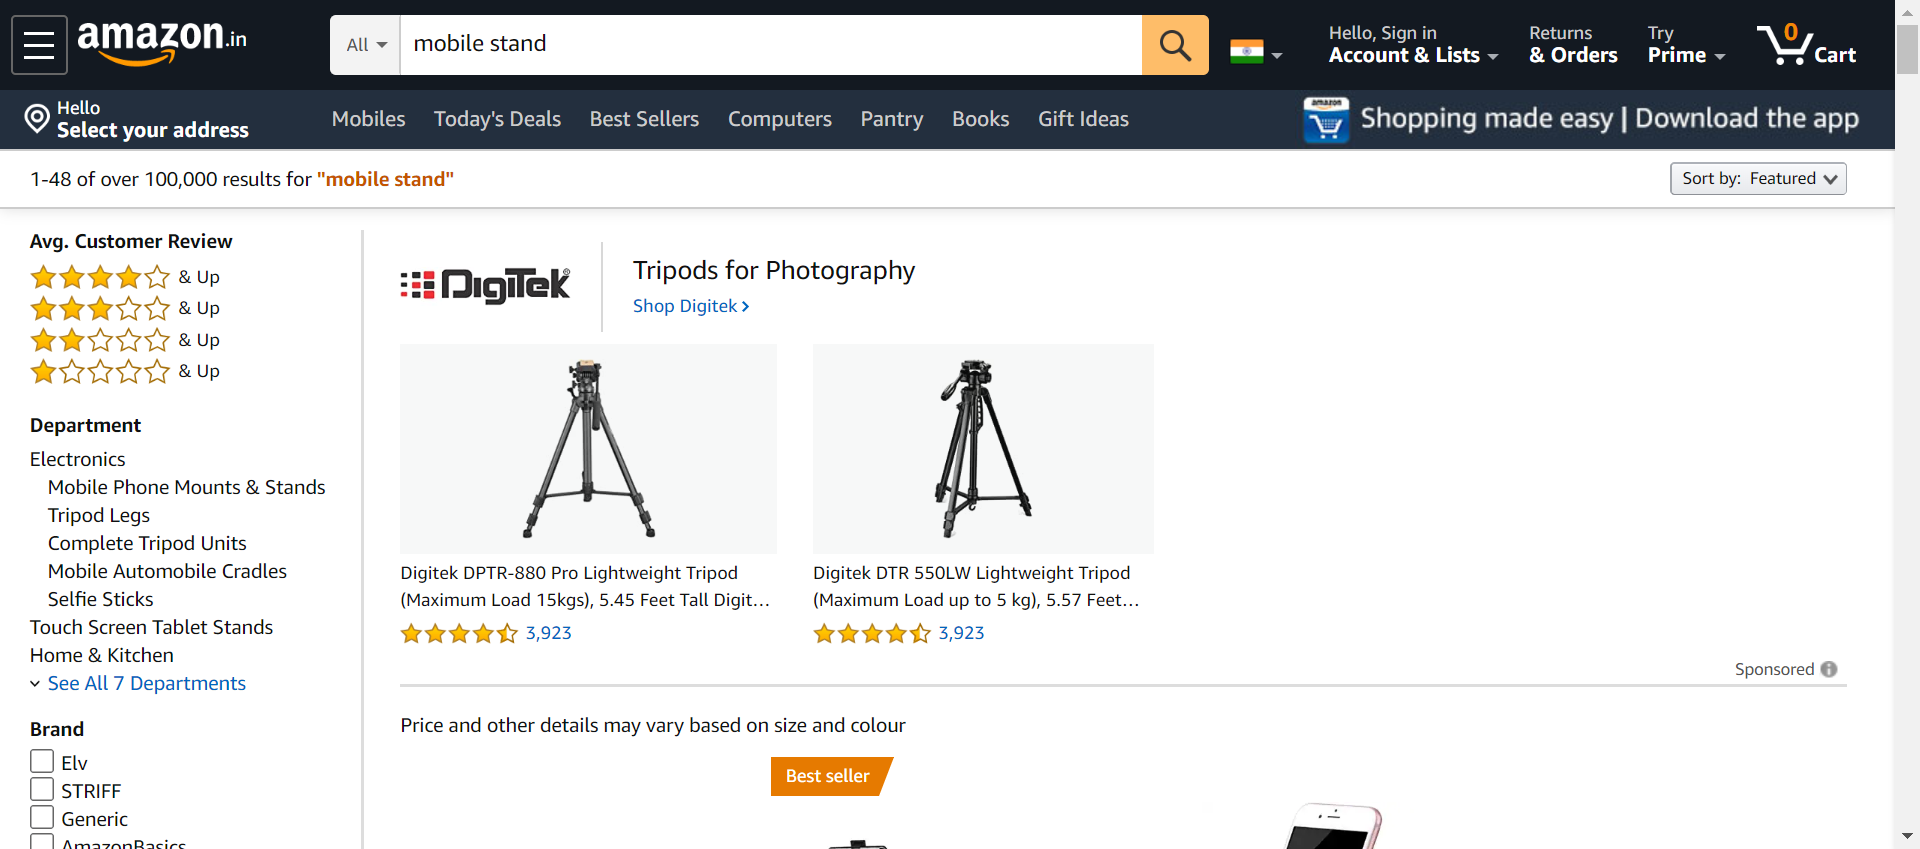 amazon.in
All
mobile stand
Hello, Sign in
Account & Lists
Returns
& Orders
Try
Prime
0
Cart
Hello
Select your address
Mobiles
Today's Deals
Best Sellers
Computers
Pantry
Books
Gift Ideas
amazon
Shopping made easy | Download the app
1-48 of over 100,000 results for "mobile stand"
Sort by: Featured
Avg. Customer Review
& Up
& Up
& Up
& Up
Department
Electronics
Mobile Phone Mounts & Stands
Tripod Legs
Complete Tripod Units
Mobile Automobile Cradles
Selfie Sticks
Touch Screen Tablet Stands
Home & Kitchen
See All 7 Departments
Brand
Elv
STRIFF
Generic
AmazonBasics
DIGITEK®
Tripods for Photography
Shop Digitek
Digitek DPTR-880 Pro Lightweight Tripod
(Maximum Load 15kgs), 5.45 Feet Tall Digit...
3,923
Digitek DTR 550LW Lightweight Tripod
(Maximum Load up to 5 kg), 5.57 Feet...
3,923
Sponsored
Price and other details may vary based on size and colour
Best seller